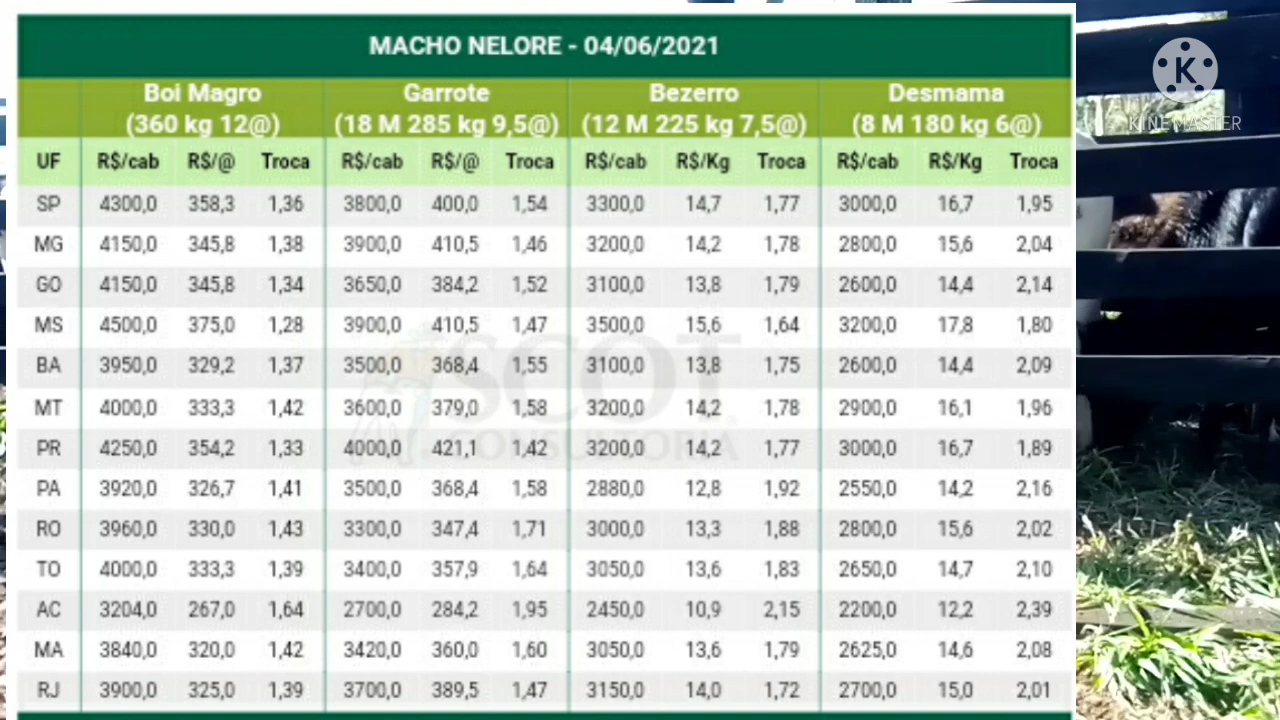 MACHO NELORE - 04/06/2021
Boi Magro Garrote Bezerro Desmama
(360 kg 12@) (18 M 285 kg 9,5@) (12 M 225 kg 7,5@) (8 M 180 kg 6@)
UF R$/cab R$/@ Troca R$/cab R$/@ Troca R$/cab R$/Kg Troca R$/cab R$/Kg Troca
SP 4300,0 358,3 1,36 3800,0 400,0 1,54 3300,0 14,7 1,77 3000,0 16,7 1,95
MG 4150,0 345,8 1,38 3900,0 410,5 1,46 3200,0 14,2 1,78 2800,0 15,6 2,04
GO 4150,0 345,8 1,34 3650,0 384,2 1,52 3100,0 13,8 1,79 2600,0 14,4 2,14
MS 4500,0 375,0 1,28 3900,0 410,5 1,47 3500,0 15,6 1,64 3200,0 17,8 1,80
BA 3950,0 329,2 1,37 3500,0 368,4 1,55 3100,0 13,8 1,75 2600,0 14,4 2,09
MT 4000,0 333,3 1,42 3600,0 379,0 1,58 3200,0 14,2 1,78 2900,0 16,1 1,96
PR 4250,0 354,2 1,33 4000,0 421,1 1,42 3200,0 14,2 1,77 3000,0 16,7 1,89
PA 3920,0 326,7 1,41 3500,0 368,4 1,58 2880,0 12,8 1,92 2550,0 14,2 2,16
RO 3960,0 330,0 1,43 3300,0 347,4 1,71 3000,0 13,3 1,88 2800,0 15,6 2,02
TO 4000,0 333,3 1,39 3400,0 357,9 1,64 3050,0 13,6 1,83 2650,0 14,7 2,10
AC 3204,0 267,0 1,64 2700,0 284,2 1,95 2450,0 10,9 2,15 2200,0 12,2 2,39
MA 3840,0 320,0 1,42 3420,0 360,0 1,60 3050,0 13,6 1,79 2625,0 14,6 2,08
RJ 3900,0 325,0 1,39 3700,0 389,5 1,47 3150,0 14,0 1,72 2700,0 15,0 2,01
SCOT
CONSULTORIA
K
KINEMASTER